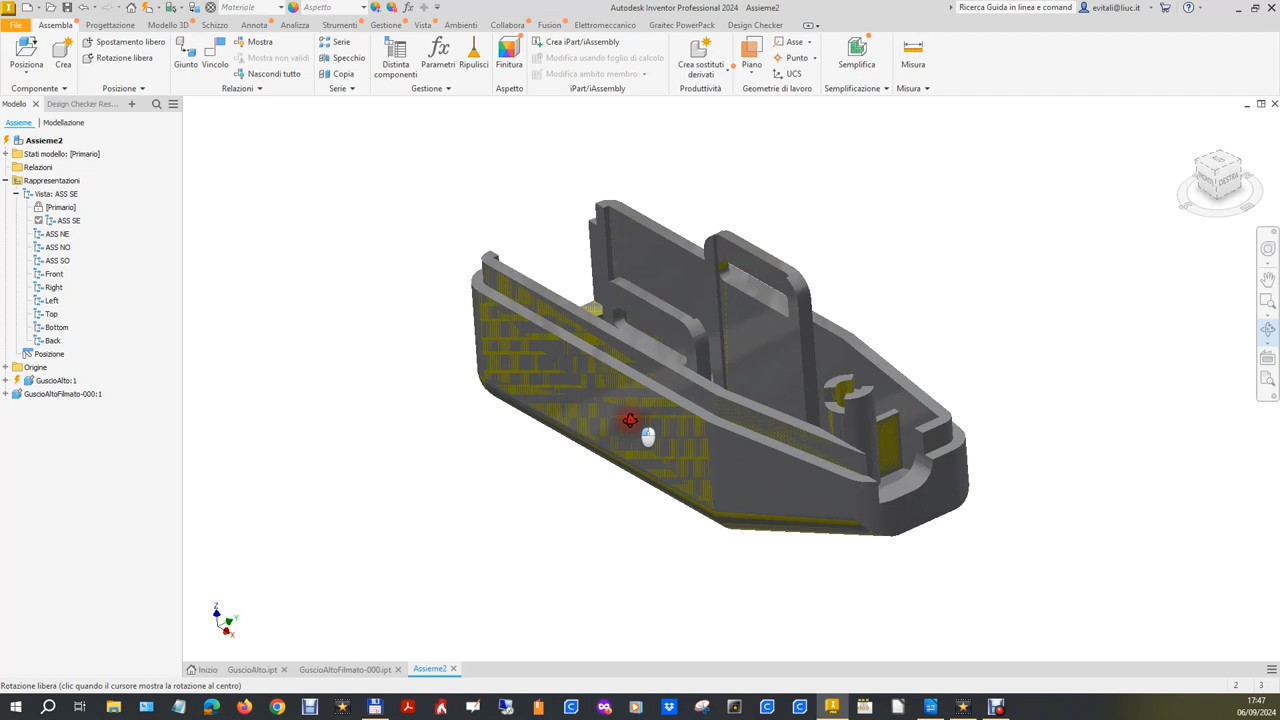 Materiale
Aspetto
Autodesk Inventor Professional 2024 Assieme2
Ricerca Guida in linea e comand
evitali@liuc.it
File Assembla Progettazione Modello 3D Schizzo Annota Analizza Strumenti Gestione Vista Ambienti Collabora Fusion Elettromeccanico Graitec PowerPack Design Checker
Posiziona
Crea
Spostamento libero
Rotazione libera
Componente
Posizione
Giunto
Vincolo
Mostra
Mostra non validi
Nascondi tutto
Relazioni
Serie
Specchio
Copia
Serie
Distinta componenti
Parametri
Ripulisci
Gestione
Finitura
Aspetto
Crea iPart/iAssembly
Modifica usando foglio di calcolo
Modifica ambito membro
iPart/iAssembly
Crea sostituti derivati
Produttività
Piano
Asse
Punto
UCS
Geometrie di lavoro
Semplifica
Semplificazione
Misura
Misura
Modello
Design Checker Res...
Assieme Modellazione
Assieme2
Stati modello: [Primario]
Relazioni
Rappresentazioni
Vista: ASS SE
[Primario]
ASS SE
ASS NE
ASS NO
ASS SO
Front
Right
Left
Top
Bottom
Back
Posizione
Origine
GuscioAlto:1
GuscioAltoFilmato-000:1
DESTRA
Z
Y
X
Inizio
GuscioAlto.ipt
GuscioAltoFilmato-000.ipt
Assieme2
Rotazione libera (clic quando il cursore mostra la rotazione al centro)
2 3
17:47
06/09/2024